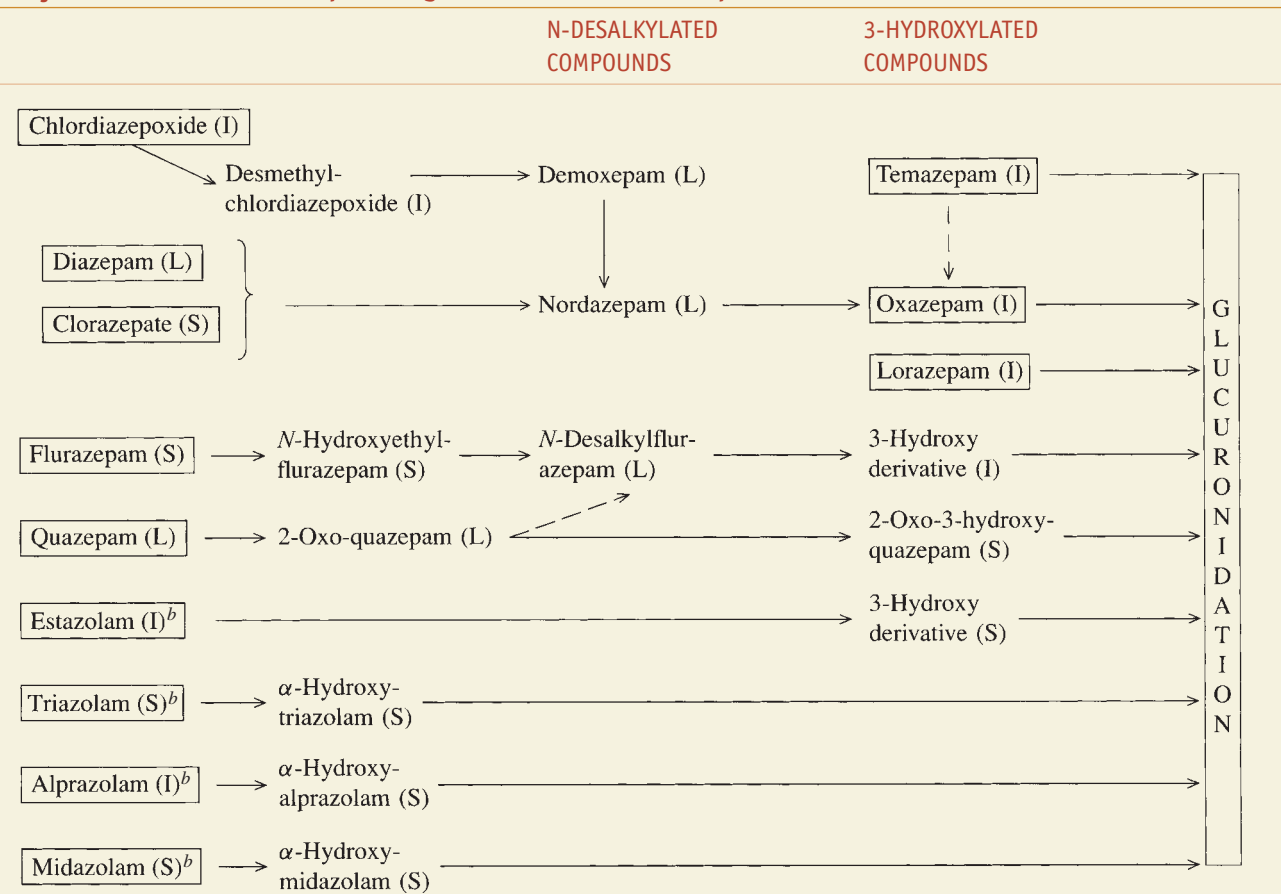 N-DESALKYLATED
COMPOUNDS
3-HYDROXYLATED
COMPOUNDS
Chlordiazepoxide (I)
Desmethyl-
chlordiazepoxide (I)
Demoxepam (L)
Temazepam (I)
Diazepam (L)
Clorazepate (S)
Nordazepam (L)
Oxazepam (I)
Lorazepam (I)
Flurazepam (S)
N-Hydroxyethyl-
flurazepam (S)
N-Desalkylflur-
azepam (L)
3-Hydroxy
derivative (I)
Quazepam (L)
2-Oxo-quazepam (L)
2-Oxo-3-hydroxy-
quazepam (S)
Estazolam (I)b
3-Hydroxy
derivative (S)
Triazolam (S)b
α-Hydroxy-
triazolam (S)
Alprazolam (I)b
α-Hydroxy-
alprazolam (S)
Midazolam (S)b
α-Hydroxy-
midazolam (S)
GLUCURONIDATION